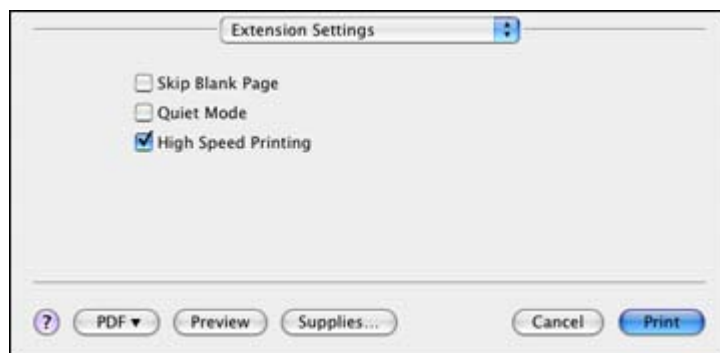 Extension Settings
Skip Blank Page
Quiet Mode
High Speed Printing
? PDF ▼ Preview Supplies... Cancel Print